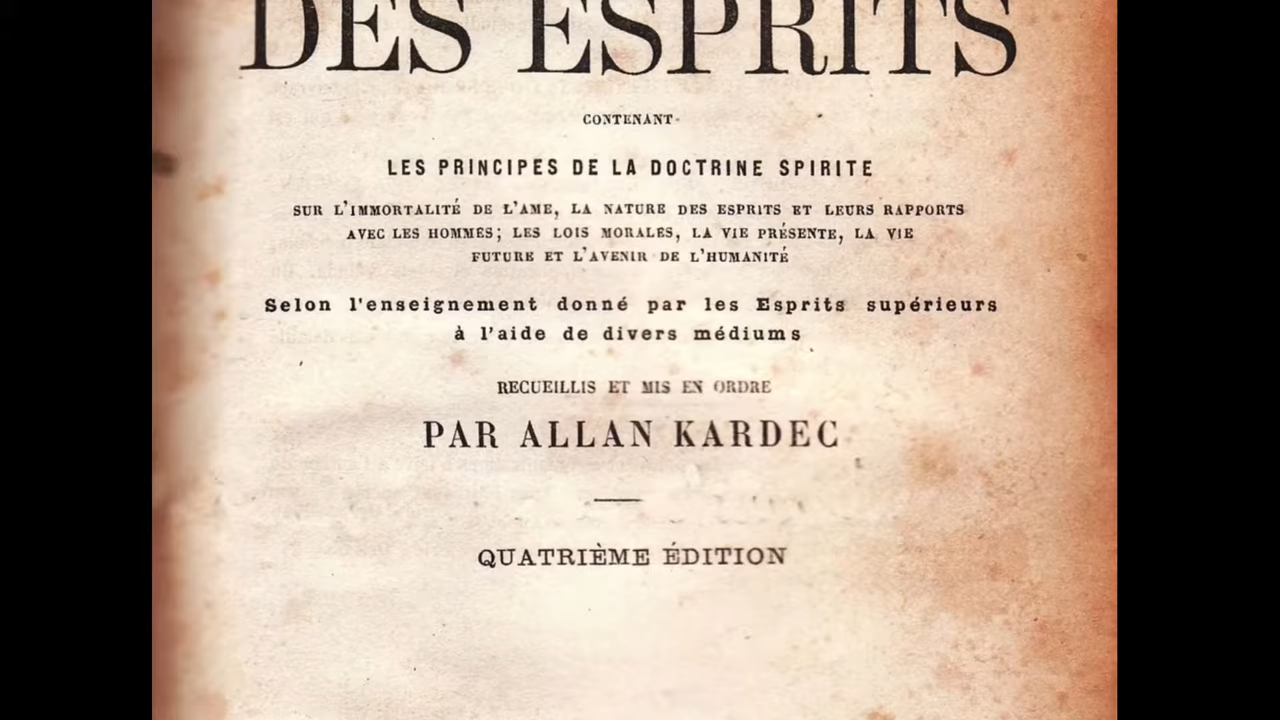 DES ESPRITS
CONTENANT
LES PRINCIPES DE LA DOCTRINE SPIRITE
SUR L'IMMORTALITÉ DE L'AME, LA NATURE DES ESPRITS ET LEURS RAPPORTS
AVEC LES HOMMES; LES LOIS MORALES, LA VIE PRÉSENTE, LA VIE
FUTURE ET L'AVENIR DE L'HUMANITÉ
Selon l'enseignement donné par les Esprits supérieurs
à l'aide de divers médiums
RECUEILLIS ET MIS EN ORDRE
PAR ALLAN KARDEC
QUATRIÈME ÉDITION